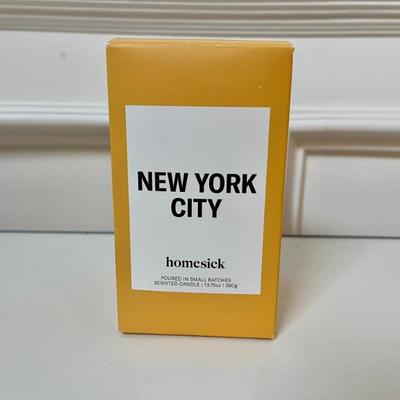 NEW YORK
CITY
homesick
POURED IN SMALL BATCHES
SCENTED CANDLE | 13.75oz | 390g